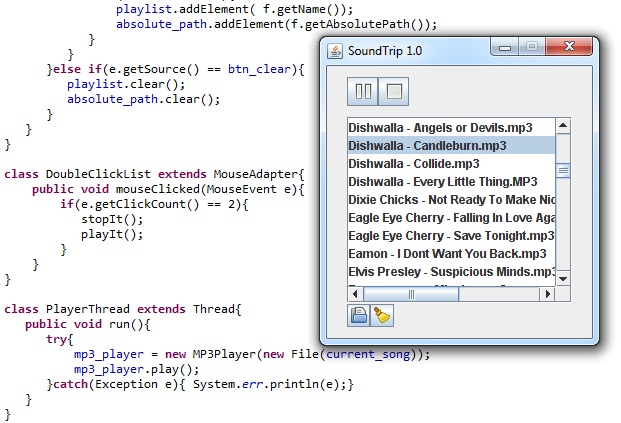 playlist.addElement( f.getName());
absolute_path.addElement(f.getAbsolutePath());
}
}
}else if(e.getSource() == btn_clear){
playlist.clear();
absolute_path.clear();
}
}
}
class DoubleClickList extends MouseAdapter{
public void mouseClicked(MouseEvent e){
if(e.getClickCount() == 2){
stopIt();
playIt();
}
}
}
class PlayerThread extends Thread{
public void run(){
try{
mp3_player = new MP3Player(new File(current_song));
mp3_player.play();
}catch(Exception e){ System.err.println(e);}
}
}
SoundTrip 1.0
Dishwalla - Angels or Devils.mp3
Dishwalla - Candleburn.mp3
Dishwalla - Collide.mp3
Dishwalla - Every Little Thing.MP3
Dixie Chicks - Not Ready To Make Nic
Eagle Eye Cherry - Falling In Love Aga
Eagle Eye Cherry - Save Tonight.mp3
Eamon - I Dont Want You Back.mp3
Elvis Presley - Suspicious Minds.mp3